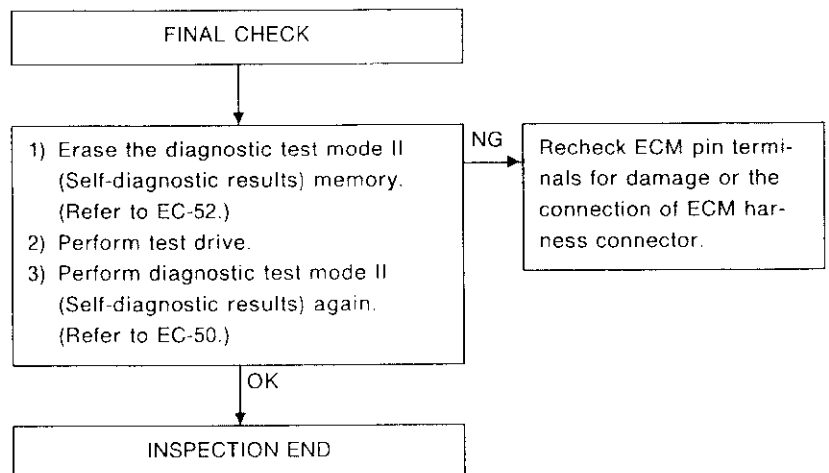 FINAL CHECK
1) Erase the diagnostic test mode II
(Self-diagnostic results) memory.
(Refer to EC-52.)
2) Perform test drive.
3) Perform diagnostic test mode II
(Self-diagnostic results) again.
(Refer to EC-50.)
NG
Recheck ECM pin termi-
nals for damage or the
connection of ECM har-
ness connector.
OK
INSPECTION END